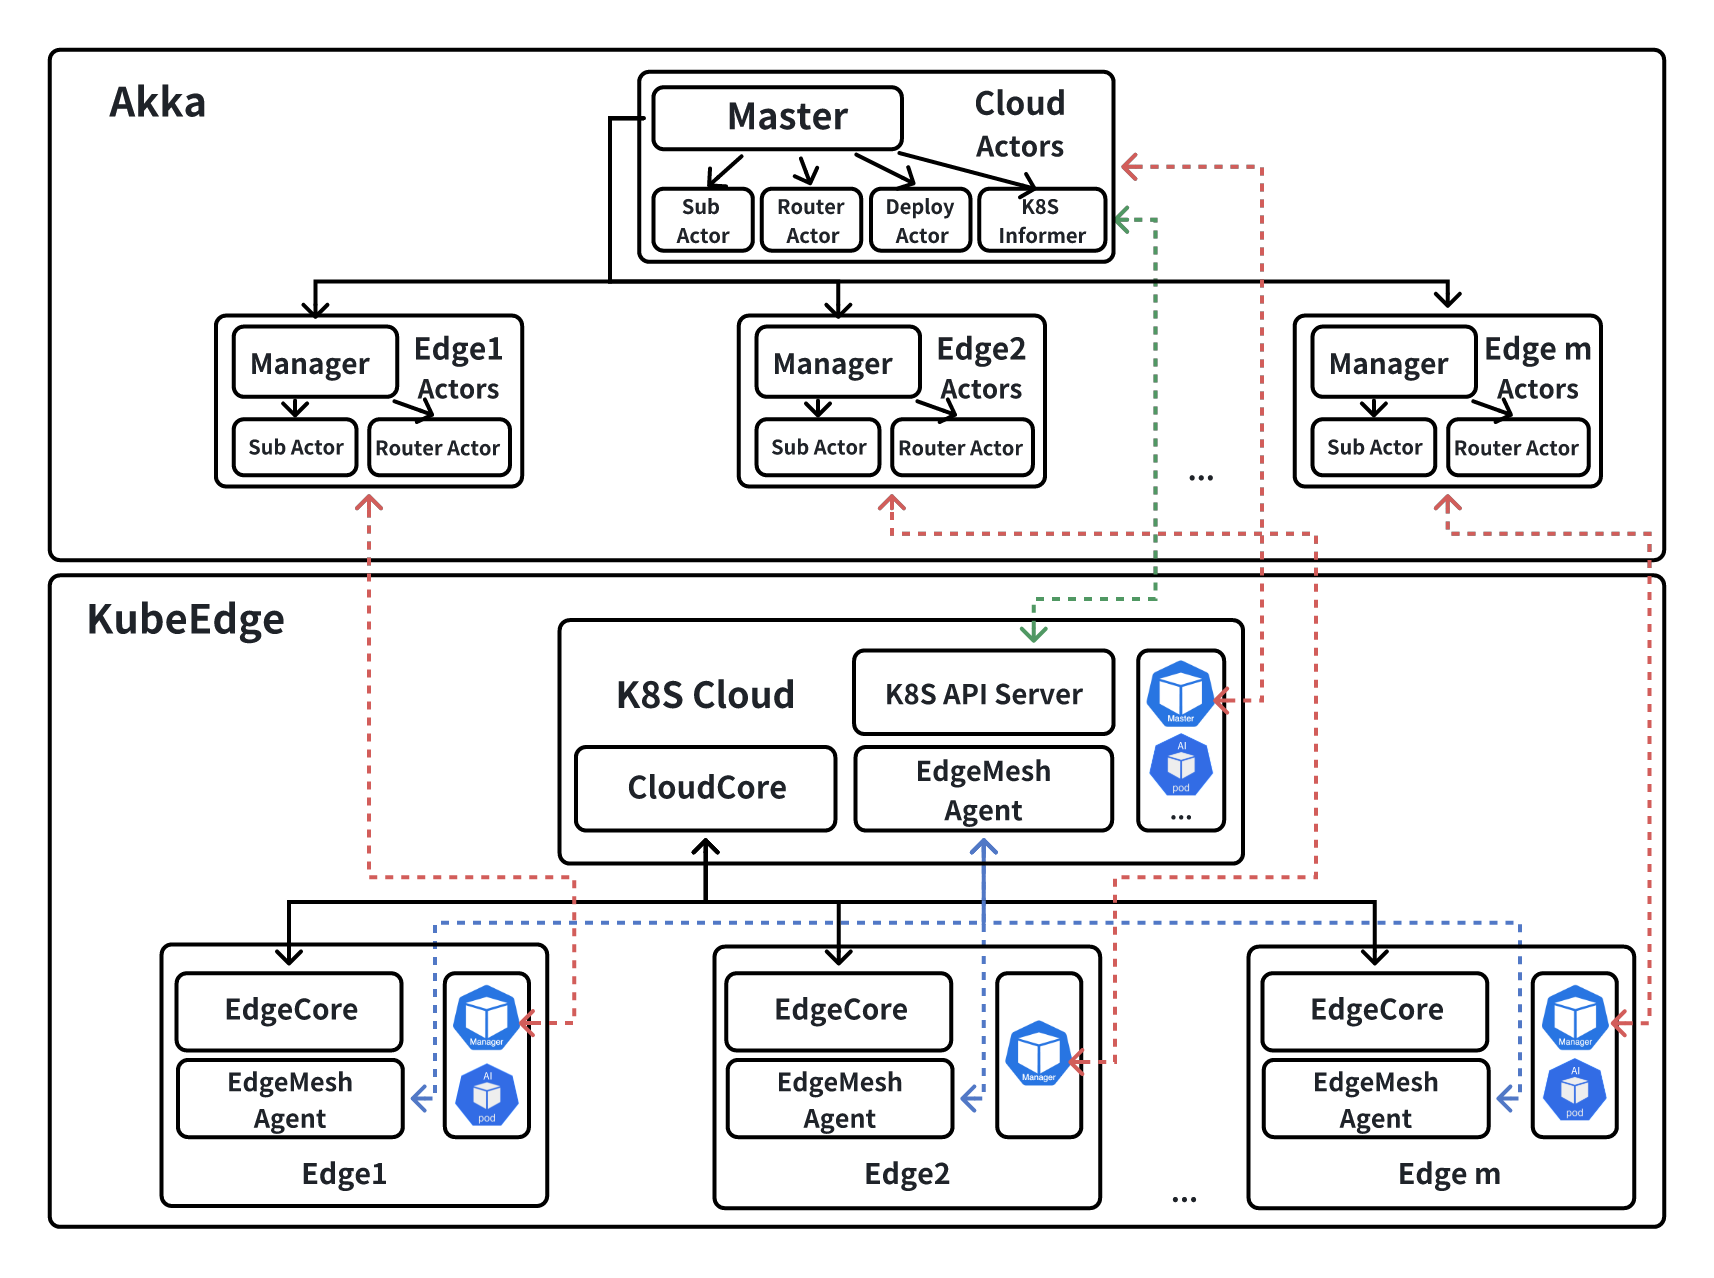 Akka
Master
Cloud
Actors
Sub
Actor
Router
Actor
Deploy
Actor
K8S
Informer
Manager
Edge1
Actors
Sub Actor
Router Actor
Manager
Edge2
Actors
Sub Actor
Router Actor
...
Manager
Edge m
Actors
Sub Actor
Router Actor
KubeEdge
K8S Cloud
K8S API Server
CloudCore
EdgeMesh
Agent
Master
AI
pod
...
EdgeCore
EdgeMesh
Agent
Manager
AI
pod
Edge1
EdgeCore
EdgeMesh
Agent
Manager
Edge2
...
EdgeCore
EdgeMesh
Agent
Manager
AI
pod
Edge m